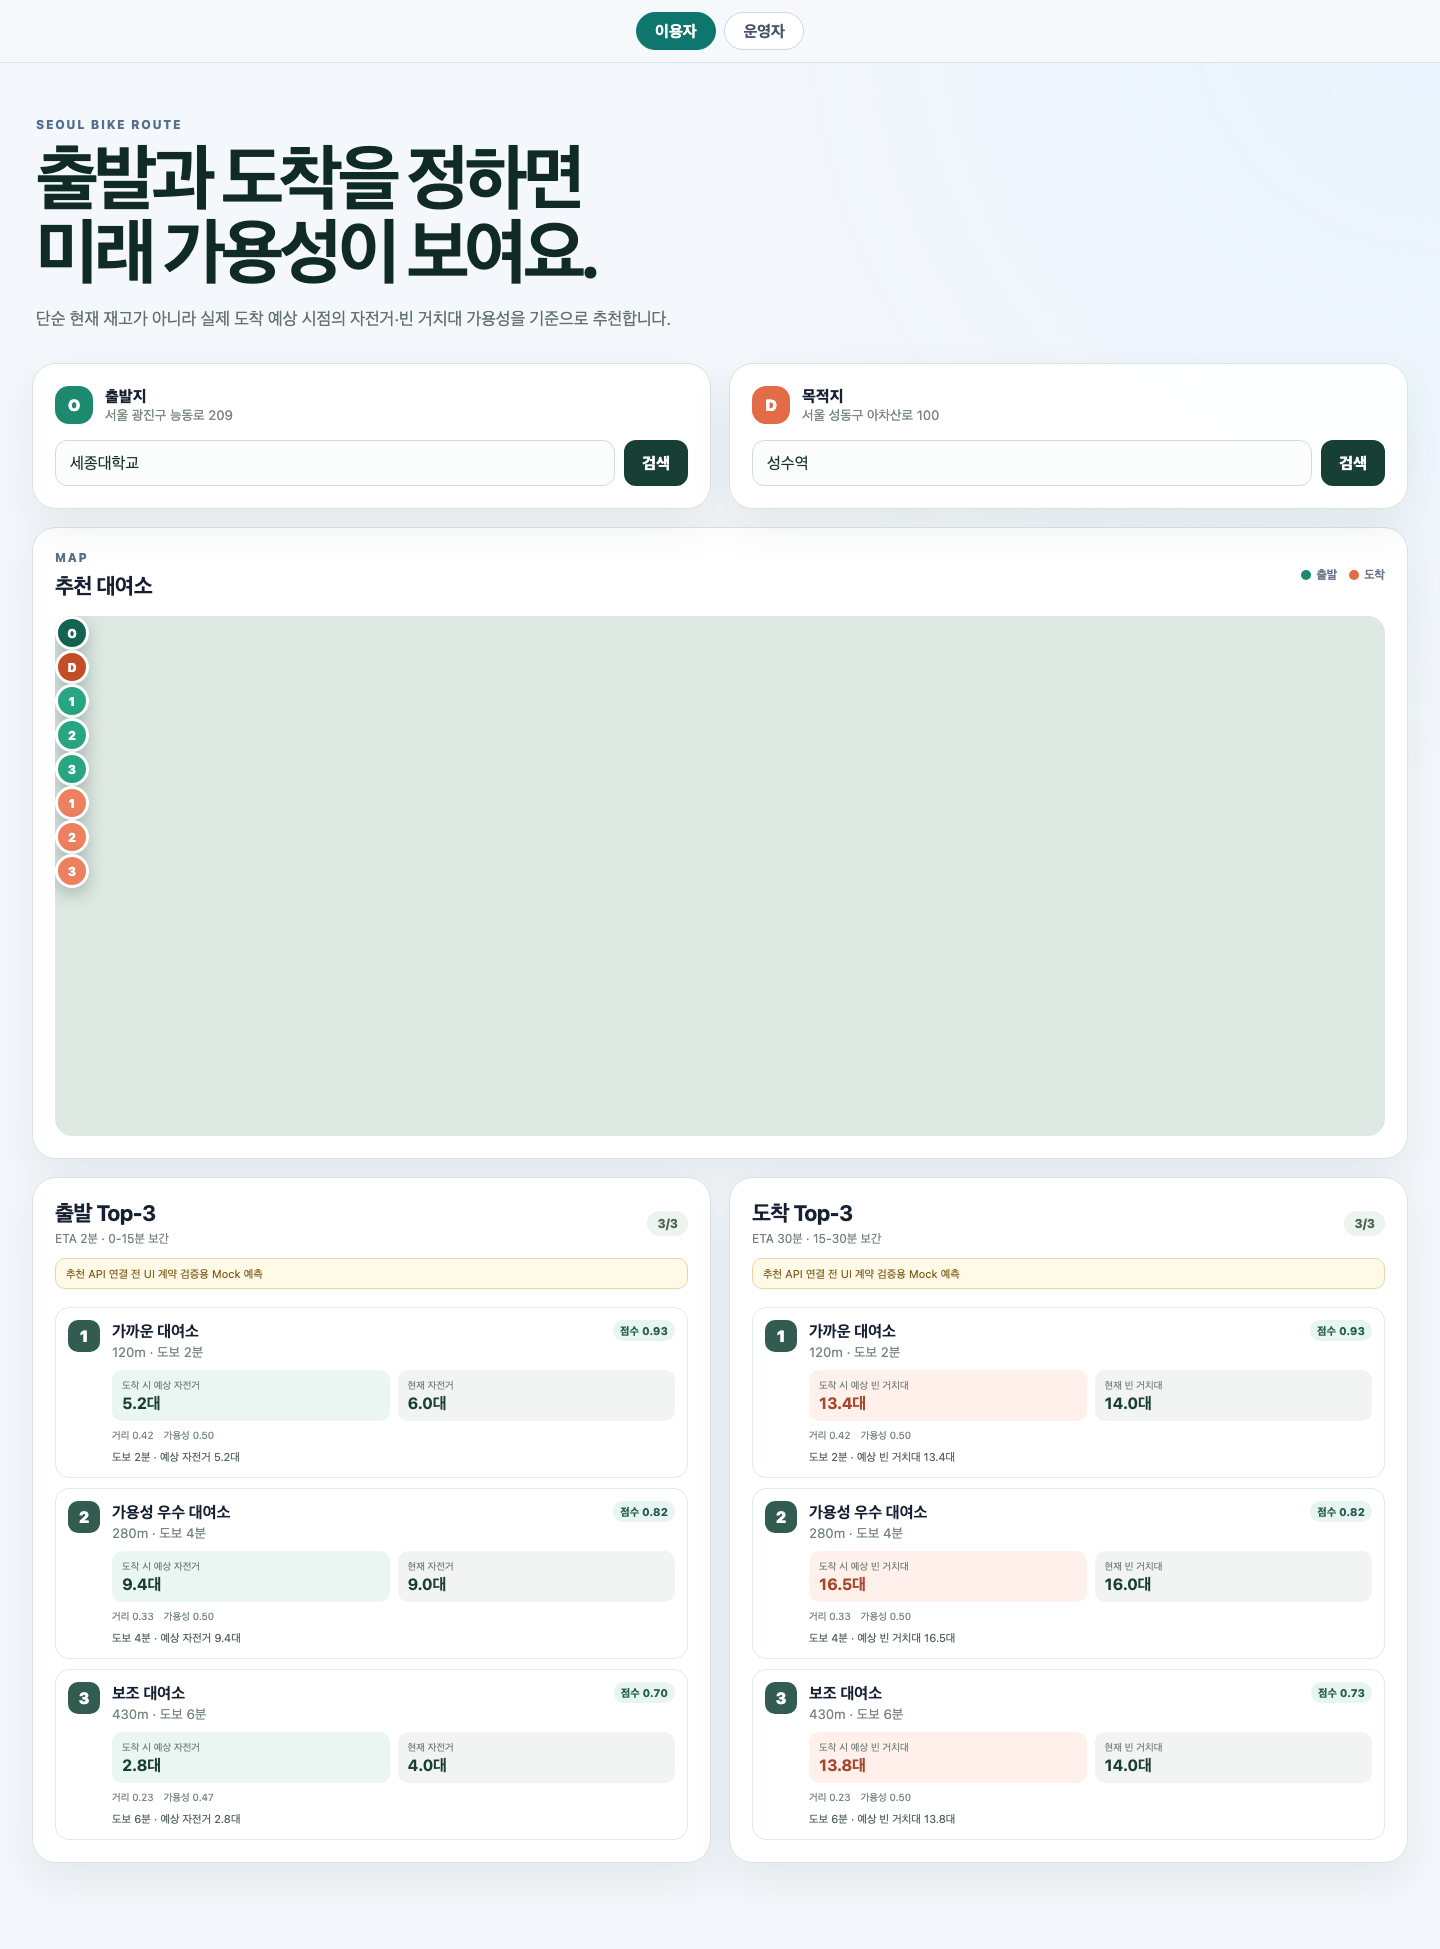 이용자 운영자
SEOUL BIKE ROUTE
출발과 도착을 정하면
미래 가용성이 보여요.
단순 현재 재고가 아니라 실제 도착 예상 시점의 자전거·빈 거치대 가용성을 기준으로 추천합니다.
O 출발지
서울 광진구 능동로 209
세종대학교 검색
D 목적지
서울 성동구 아차산로 100
성수역 검색
MAP
추천 대여소
출발 도착
O
D
1
2
3
1
2
3
출발 Top-3
3/3
ETA 2분 · 0-15분 보간
추천 API 연결 전 UI 계약 검증용 Mock 예측
1 가까운 대여소 점수 0.93
120m · 도보 2분
도착 시 예상 자전거 현재 자전거
5.2대 6.0대
거리 0.42 가용성 0.50
도보 2분 · 예상 자전거 5.2대
2 가용성 우수 대여소 점수 0.82
280m · 도보 4분
도착 시 예상 자전거 현재 자전거
9.4대 9.0대
거리 0.33 가용성 0.50
도보 4분 · 예상 자전거 9.4대
3 보조 대여소 점수 0.70
430m · 도보 6분
도착 시 예상 자전거 현재 자전거
2.8대 4.0대
거리 0.23 가용성 0.47
도보 6분 · 예상 자전거 2.8대
도착 Top-3
3/3
ETA 30분 · 15-30분 보간
추천 API 연결 전 UI 계약 검증용 Mock 예측
1 가까운 대여소 점수 0.93
120m · 도보 2분
도착 시 예상 빈 거치대 현재 빈 거치대
13.4대 14.0대
거리 0.42 가용성 0.50
도보 2분 · 예상 빈 거치대 13.4대
2 가용성 우수 대여소 점수 0.82
280m · 도보 4분
도착 시 예상 빈 거치대 현재 빈 거치대
16.5대 16.0대
거리 0.33 가용성 0.50
도보 4분 · 예상 빈 거치대 16.5대
3 보조 대여소 점수 0.73
430m · 도보 6분
도착 시 예상 빈 거치대 현재 빈 거치대
13.8대 14.0대
거리 0.23 가용성 0.50
도보 6분 · 예상 빈 거치대 13.8대